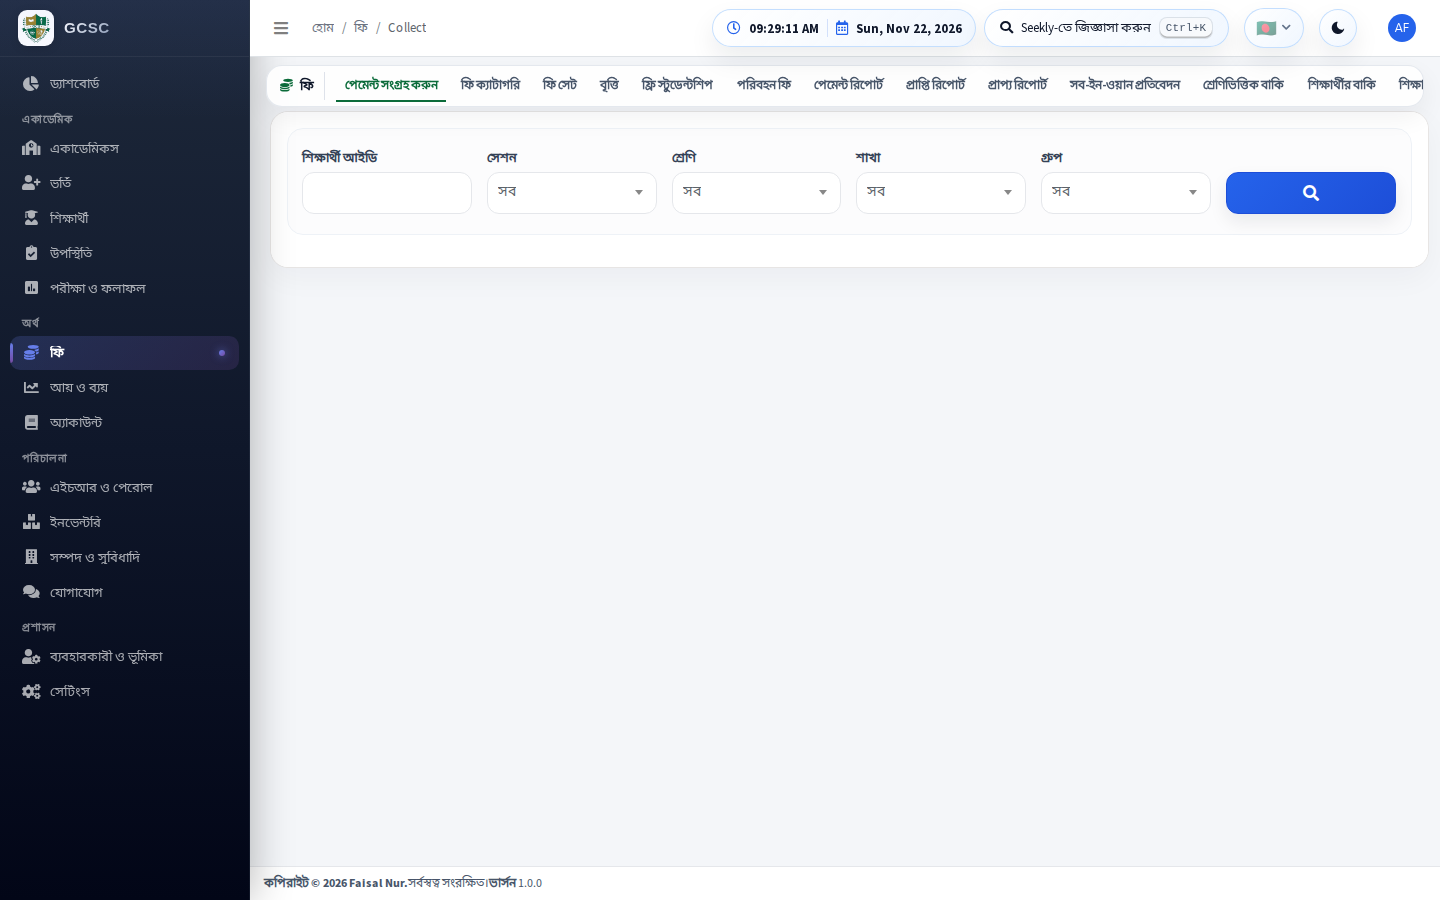 GCSC
ড্যাশবোর্ড
একাডেমিক
একাডেমিকস
ভর্তি
শিক্ষার্থী
উপস্থিতি
পরীক্ষা ও ফলাফল
অর্থ
ফি
আয় ও ব্যয়
অ্যাকাউন্ট
পরিচালনা
এইচআর ও পেরোল
ইনভেন্টরি
সম্পদ ও সুবিধাদি
যোগাযোগ
প্রশাসন
ব্যবহারকারী ও ভূমিকা
সেটিংস
হোম / ফি / Collect
09:29:11 AM Sun, Nov 22, 2026
Seekly-তে জিজ্ঞাসা করুন Ctrl+K
AF
ফি পেমেন্ট সংগ্রহ করুন ফি ক্যাটাগরি ফি সেট বৃত্তি ফ্রি স্টুডেন্টশিপ পরিবহন ফি পেমেন্ট রিপোর্ট প্রাপ্তি রিপোর্ট প্রাপ্য রিপোর্ট সব-ইন-ওয়ান প্রতিবেদন শ্রেণিভিত্তিক বাকি শিক্ষার্থীর বাকি
শিক্ষার্থী আইডি সেশন শ্রেণি শাখা গ্রুপ
সব সব সব সব
কপিরাইট © 2026 Faisal Nur.সর্বস্বত্ব সংরক্ষিত।ভার্সন 1.0.0